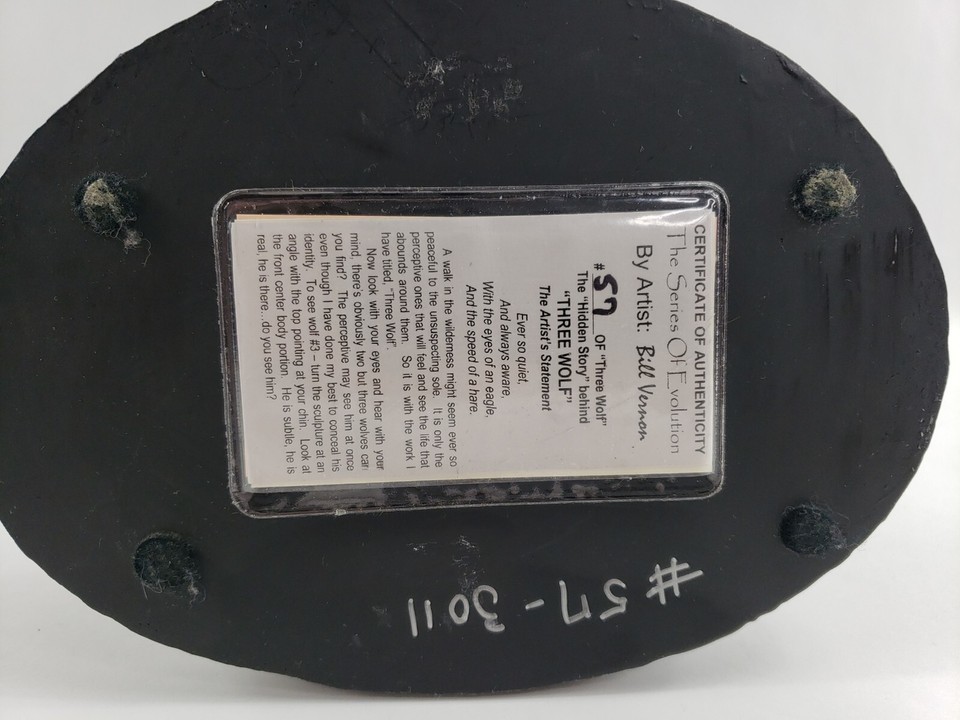 CERTIFICATE OF AUTHENTICITY
The Series Of Evolution
By Artist: Bill Vernon
#57 OF "Three Wolf"
The "Hidden Story" behind
"THREE WOLF"
The Artist's Statement
Ever so quiet,
And always aware,
With the eyes of an eagle,
And the speed of a hare.
A walk in the wilderness might seem ever so
peaceful to the unsuspecting sole. It is only the
perceptive ones that will feel and see the life that
abounds around them. So it is with the work I
have titled, "Three Wolf".
Now look with your eyes and hear with your
mind, there's obviously two but three wolves can
you find? The perceptive may see him at once
even though I have done my best to conceal his
identity. To see wolf #3 – turn the sculpture at an
angle with the top pointing at your chin. Look at
the front center body portion. He is subtle, he is
real, he is there... do you see him?
#57-3011